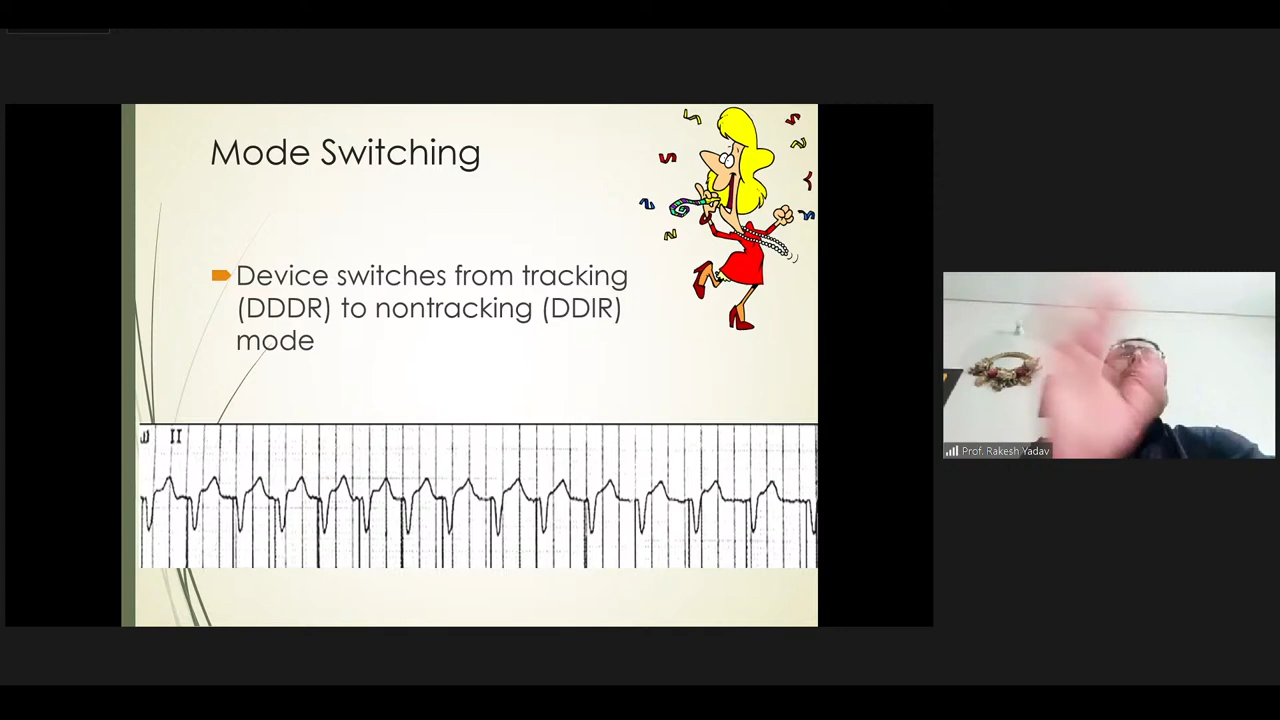 Mode Switching
Device switches from tracking
(DDDR) to nontracking (DDIR)
mode
II
Prof. Rakesh Yadav